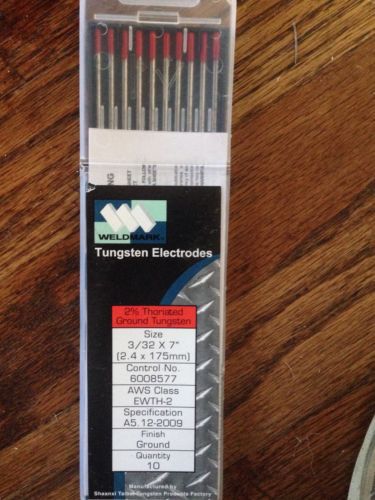 WELDMARK
Tungsten Electrodes
2% Thoriated
Ground Tungsten
Size
3/32 X 7"
(2.4 x 175mm)
Control No.
6008577
AWS Class
EWTH-2
Specification
A5.12-2009
Finish
Ground
Quantity
10
Manufactured by
Shaanxi Taibai Tungsten Products Factory